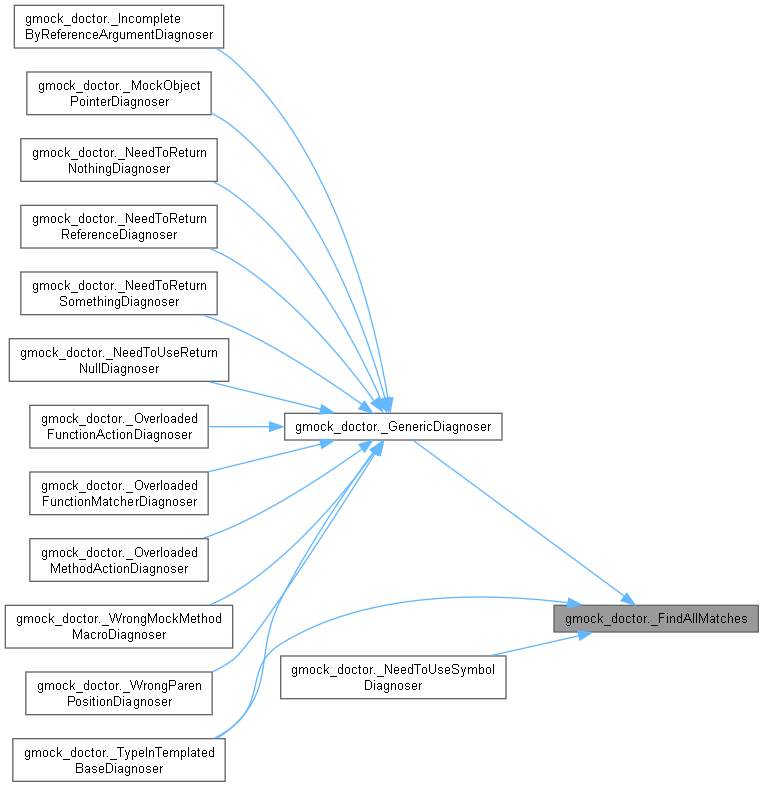 gmock_doctor._Incomplete
ByReferenceArgumentDiagnoser
gmock_doctor._MockObject
PointerDiagnoser
gmock_doctor._NeedToReturn
NothingDiagnoser
gmock_doctor._NeedToReturn
ReferenceDiagnoser
gmock_doctor._NeedToReturn
SomethingDiagnoser
gmock_doctor._NeedToUseReturn
NullDiagnoser
gmock_doctor._Overloaded
FunctionActionDiagnoser
gmock_doctor._GenericDiagnoser
gmock_doctor._Overloaded
FunctionMatcherDiagnoser
gmock_doctor._Overloaded
MethodActionDiagnoser
gmock_doctor._WrongMockMethod
MacroDiagnoser
gmock_doctor._FindAllMatches
gmock_doctor._WrongParen
PositionDiagnoser
gmock_doctor._NeedToUseSymbol
Diagnoser
gmock_doctor._TypeInTemplated
BaseDiagnoser